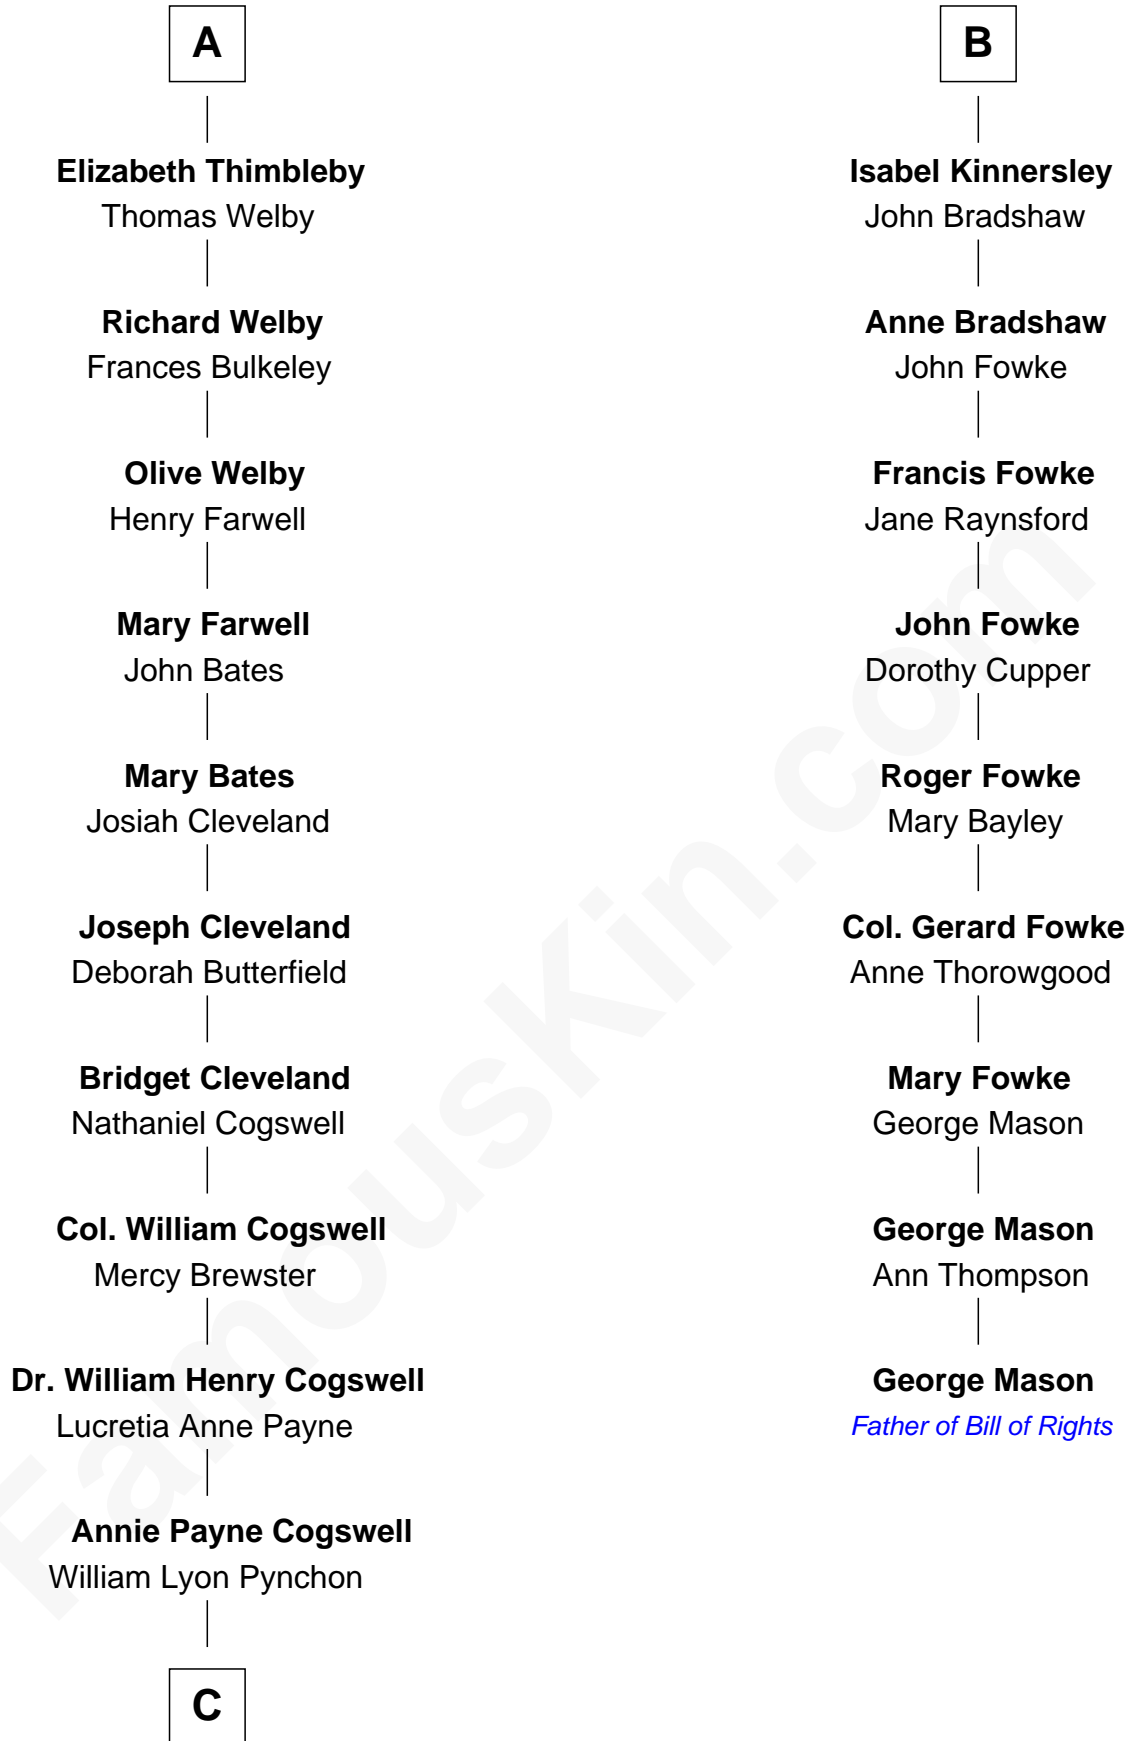 A
Elizabeth Thimbleby
Thomas Welby
Richard Welby
Frances Bulkeley
Olive Welby
Henry Farwell
Mary Farwell
John Bates
Mary Bates
Josiah Cleveland
Joseph Cleveland
Deborah Butterfield
Bridget Cleveland
Nathaniel Cogswell
Col. William Cogswell
Mercy Brewster
Dr. William Henry Cogswell
Lucretia Anne Payne
Annie Payne Cogswell
William Lyon Pynchon
C
B
Isabel Kinnersley
John Bradshaw
Anne Bradshaw
John Fowke
Francis Fowke
Jane Raynsford
John Fowke
Dorothy Cupper
Roger Fowke
Mary Bayley
Col. Gerard Fowke
Anne Thorowgood
Mary Fowke
George Mason
George Mason
Ann Thompson
George Mason
Father of Bill of Rights
FamousKin.com